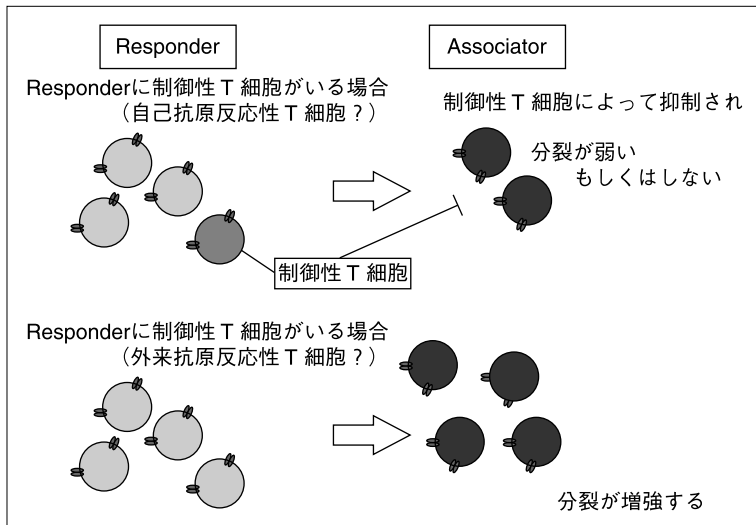 Responder
Associator
Responderに制御性T細胞がいる場合
（自己抗原反応性T細胞？）
制御性T細胞によって抑制され
分裂が弱い
もしくはしない
制御性T細胞
Responderに制御性T細胞がいる場合
（外来抗原反応性T細胞？）
分裂が増強する